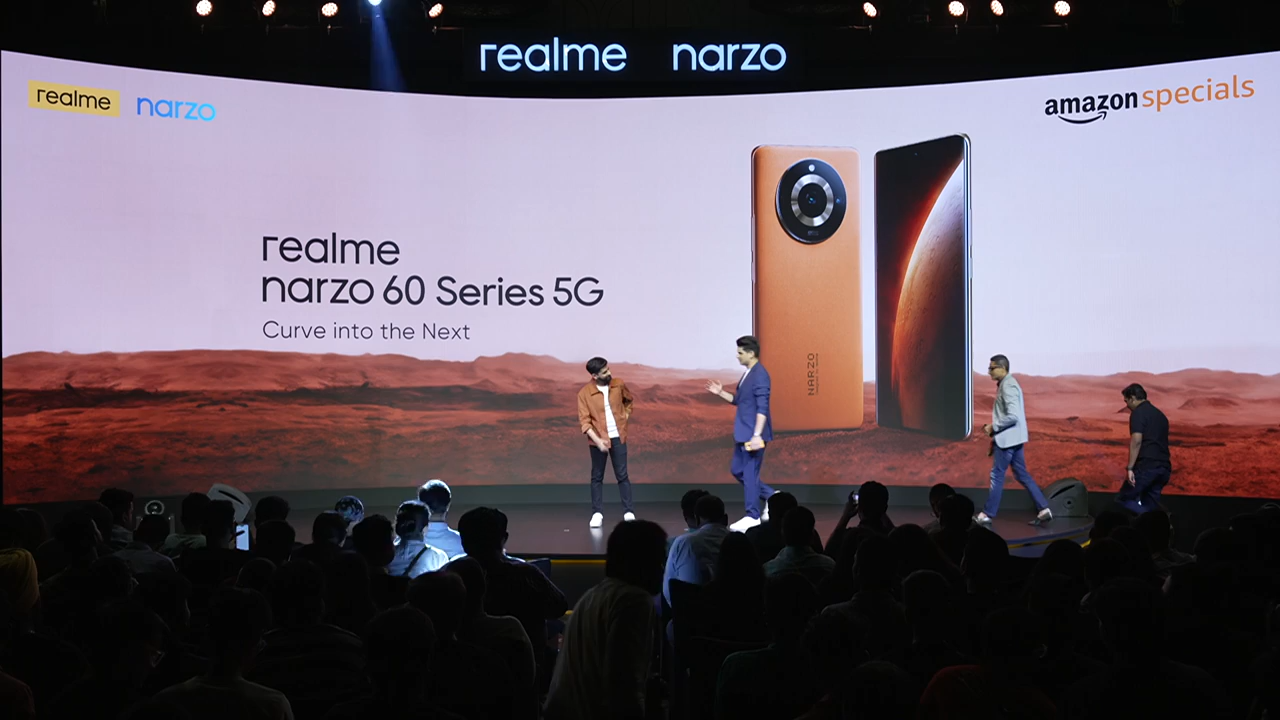 realme narzo
realme narzo
amazon specials
realme
narzo 60 Series 5G
Curve into the Next
NARZO